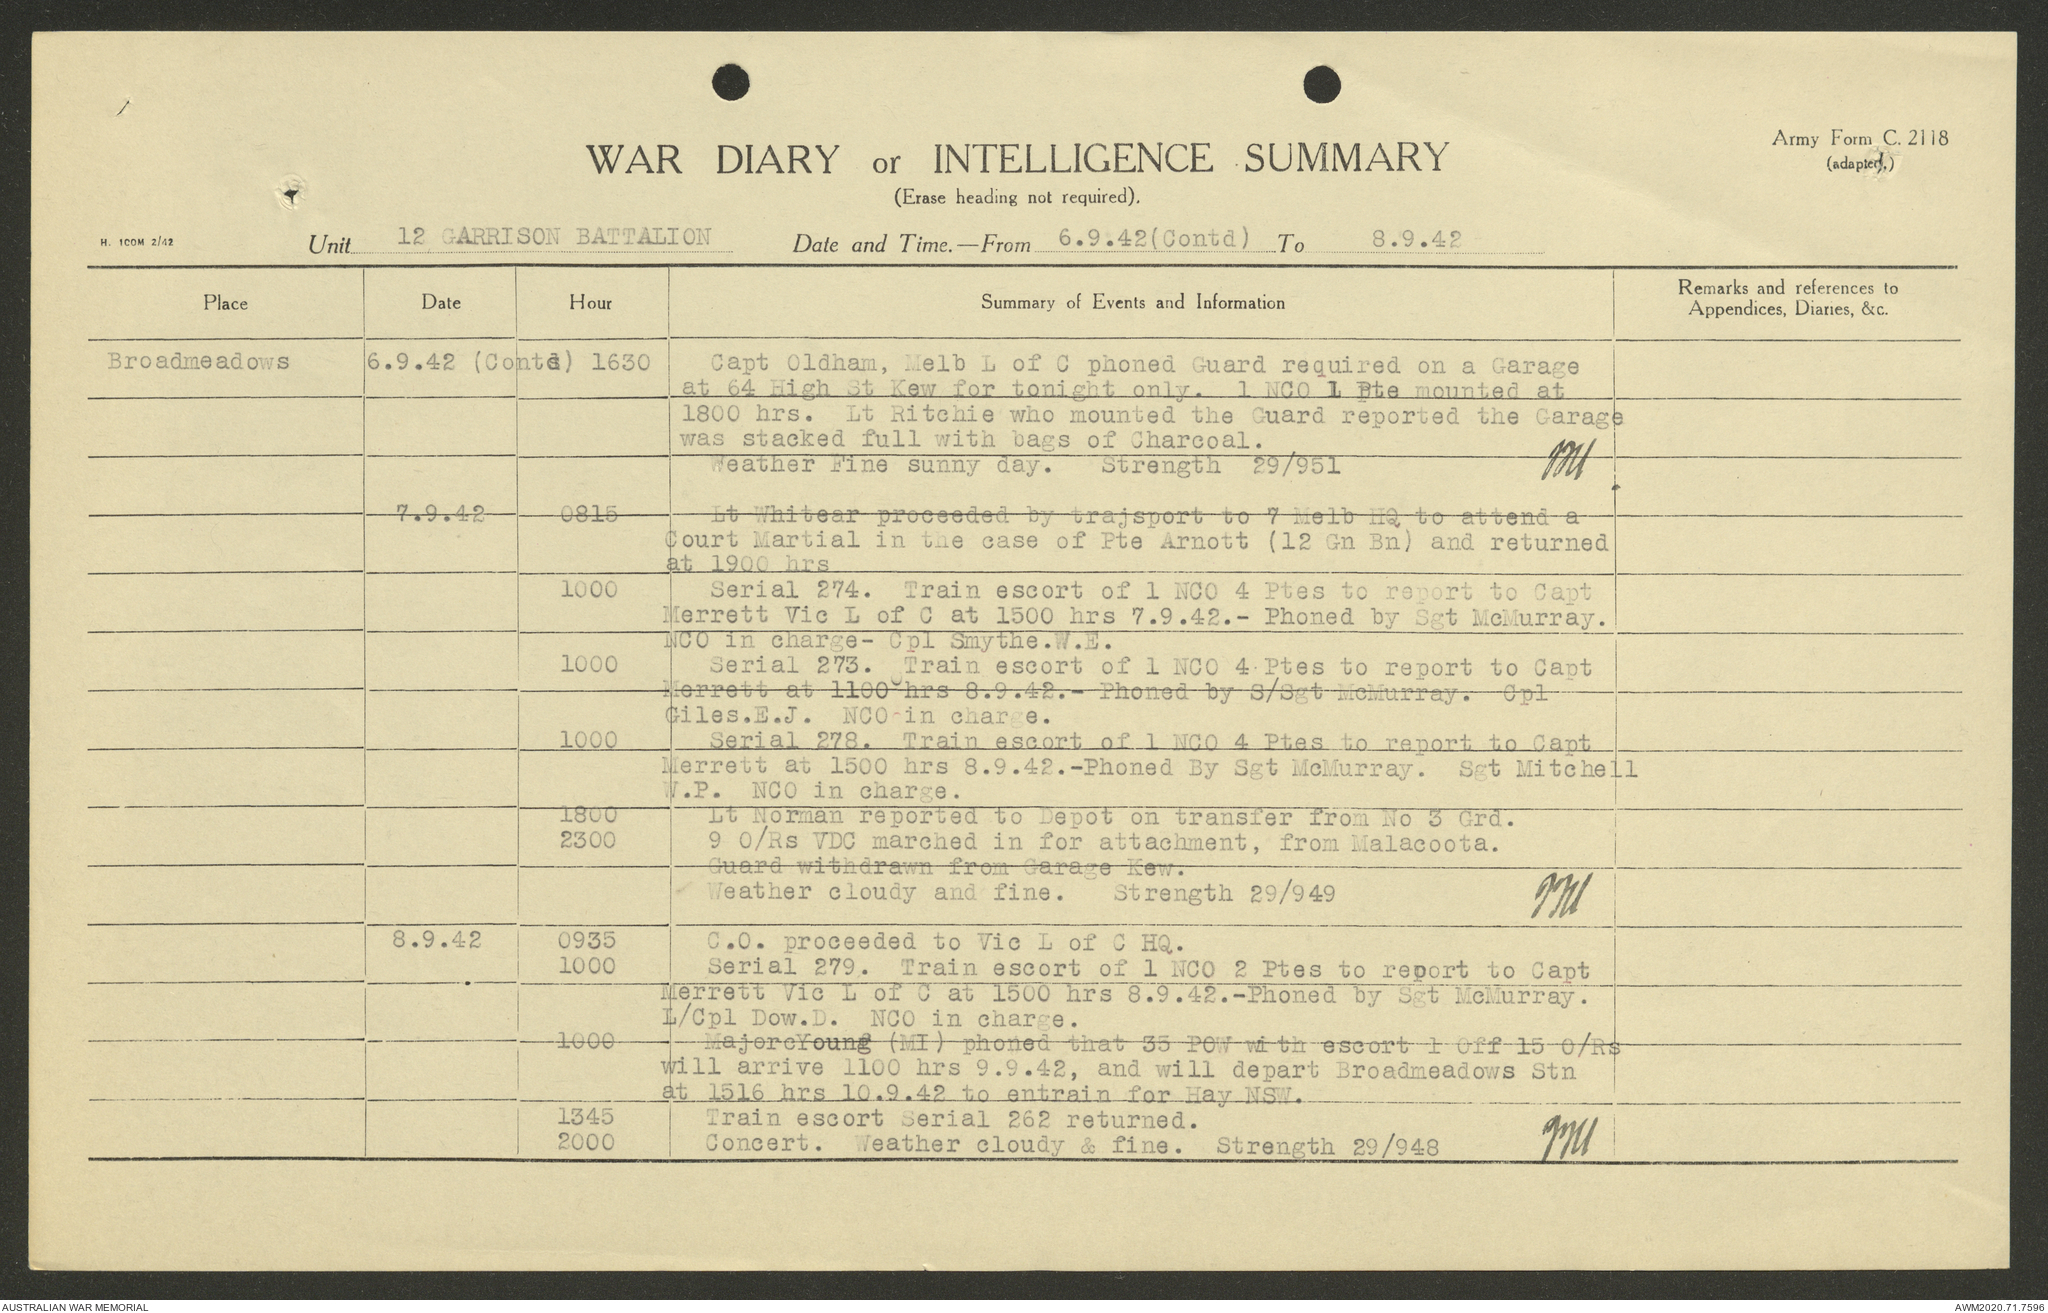 Army Form C. 2118
(adapted.)
WAR DIARY or INTELLIGENCE SUMMARY
(Erase heading not required).
H. 100M 2/42
Unit 12 GARRISON BATTALION Date and Time.—From 6.9.42(Contd) To 8.9.42
Place Date Hour Summary of Events and Information Remarks and references to
Appendices, Diaries, &c.
Broadmeadows 6.9.42 (Contd) 1630 Capt Oldham, Melb L of C phoned Guard required on a Garage
at 64 High St Kew for tonight only. 1 NCO 1 Pte mounted at
1800 hrs. Lt Ritchie who mounted the Guard reported the Garage
was stacked full with bags of Charcoal.
Weather Fine sunny day. Strength 29/951
7.9.42 0815 Lt Whitear proceeded by trajsport to 7 Melb HQ to attend a
Court Martial in the case of Pte Arnott (12 Gn Bn) and returned
at 1900 hrs
1000 Serial 274. Train escort of 1 NCO 4 Ptes to report to Capt
Merrett Vic L of C at 1500 hrs 7.9.42.- Phoned by Sgt McMurray.
NCO in charge- Cpl Smythe.W.E.
1000 Serial 273. Train escort of 1 NCO 4 Ptes to report to Capt
Merrett at 1100 hrs 8.9.42.- Phoned by S/Sgt McMurray. Cpl
Giles.E.J. NCO in charge.
1000 Serial 278. Train escort of 1 NCO 4 Ptes to report to Capt
Merrett at 1500 hrs 8.9.42.-Phoned By Sgt McMurray. Sgt Mitchell
W.P. NCO in charge.
1800 Lt Norman reported to Depot on transfer from No 3 Grd.
2300 9 O/Rs VDC marched in for attachment, from Malacoota.
Guard withdrawn from Garage Kew.
Weather cloudy and fine. Strength 29/949
8.9.42 0935 C.O. proceeded to Vic L of C HQ.
1000 Serial 279. Train escort of 1 NCO 2 Ptes to report to Capt
Merrett Vic L of C at 1500 hrs 8.9.42.-Phoned by Sgt McMurray.
L/Cpl Dow.D. NCO in charge.
1000 MajorcYoung (MI) phoned that 35 POW with escort 1 Off 15 O/Rs
will arrive 1100 hrs 9.9.42, and will depart Broadmeadows Stn
at 1516 hrs 10.9.42 to entrain for Hay NSW.
1345 Train escort Serial 262 returned.
2000 Concert. Weather cloudy & fine. Strength 29/948
AUSTRALIAN WAR MEMORIAL AWM2020.71.7596